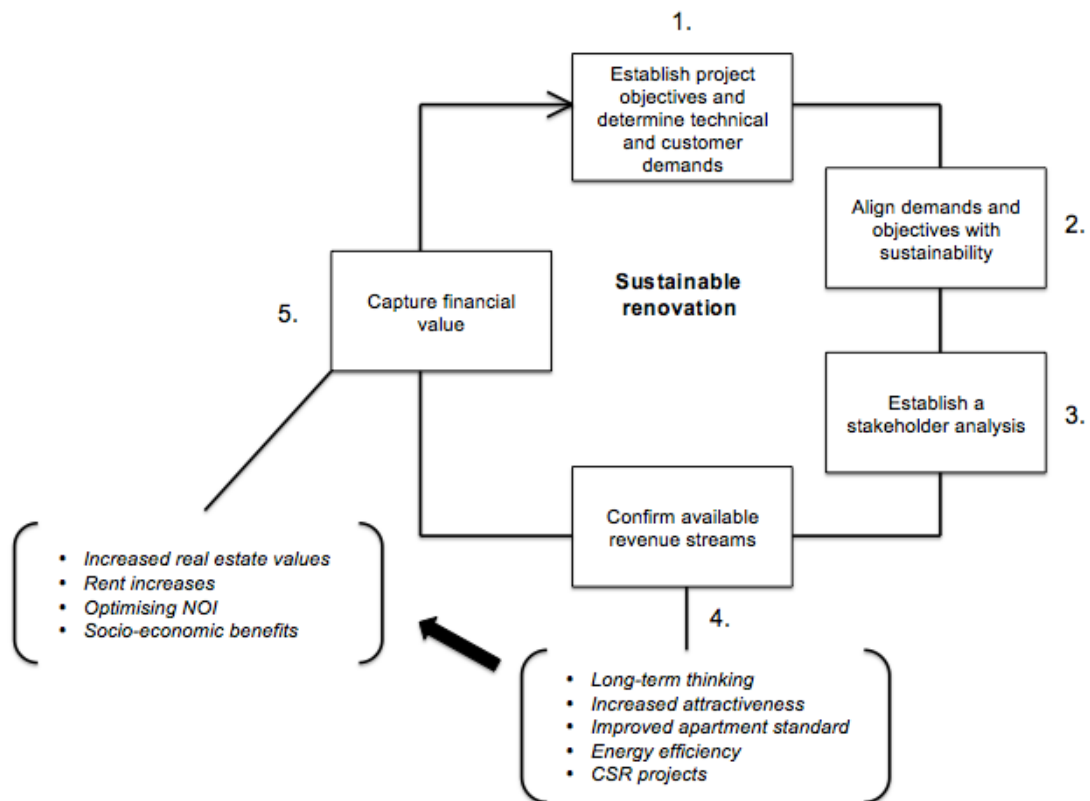 1.
Establish project
objectives and
determine technical
and customer
demands
Align demands and
objectives with
sustainability
2.
Sustainable
renovation
5.
Capture financial
value
Establish a
stakeholder analysis
3.
Confirm available
revenue streams
4.
• Increased real estate values
• Rent increases
• Optimising NOI
• Socio-economic benefits
• Long-term thinking
• Increased attractiveness
• Improved apartment standard
• Energy efficiency
• CSR projects